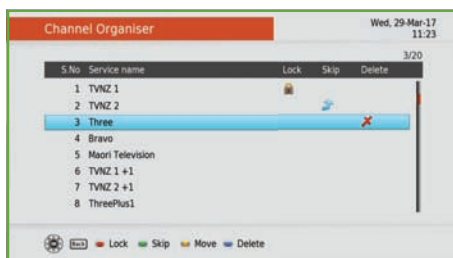 Channel Organiser
Wed, 29-Mar-17
11:23
3/20
S.No Service name Lock Skip Delete
1 TVNZ 1
2 TVNZ 2
3 Three
4 Bravo
5 Maori Television
6 TVNZ 1 +1
7 TVNZ 2 +1
8 ThreePlus1
Back Lock Skip Move Delete